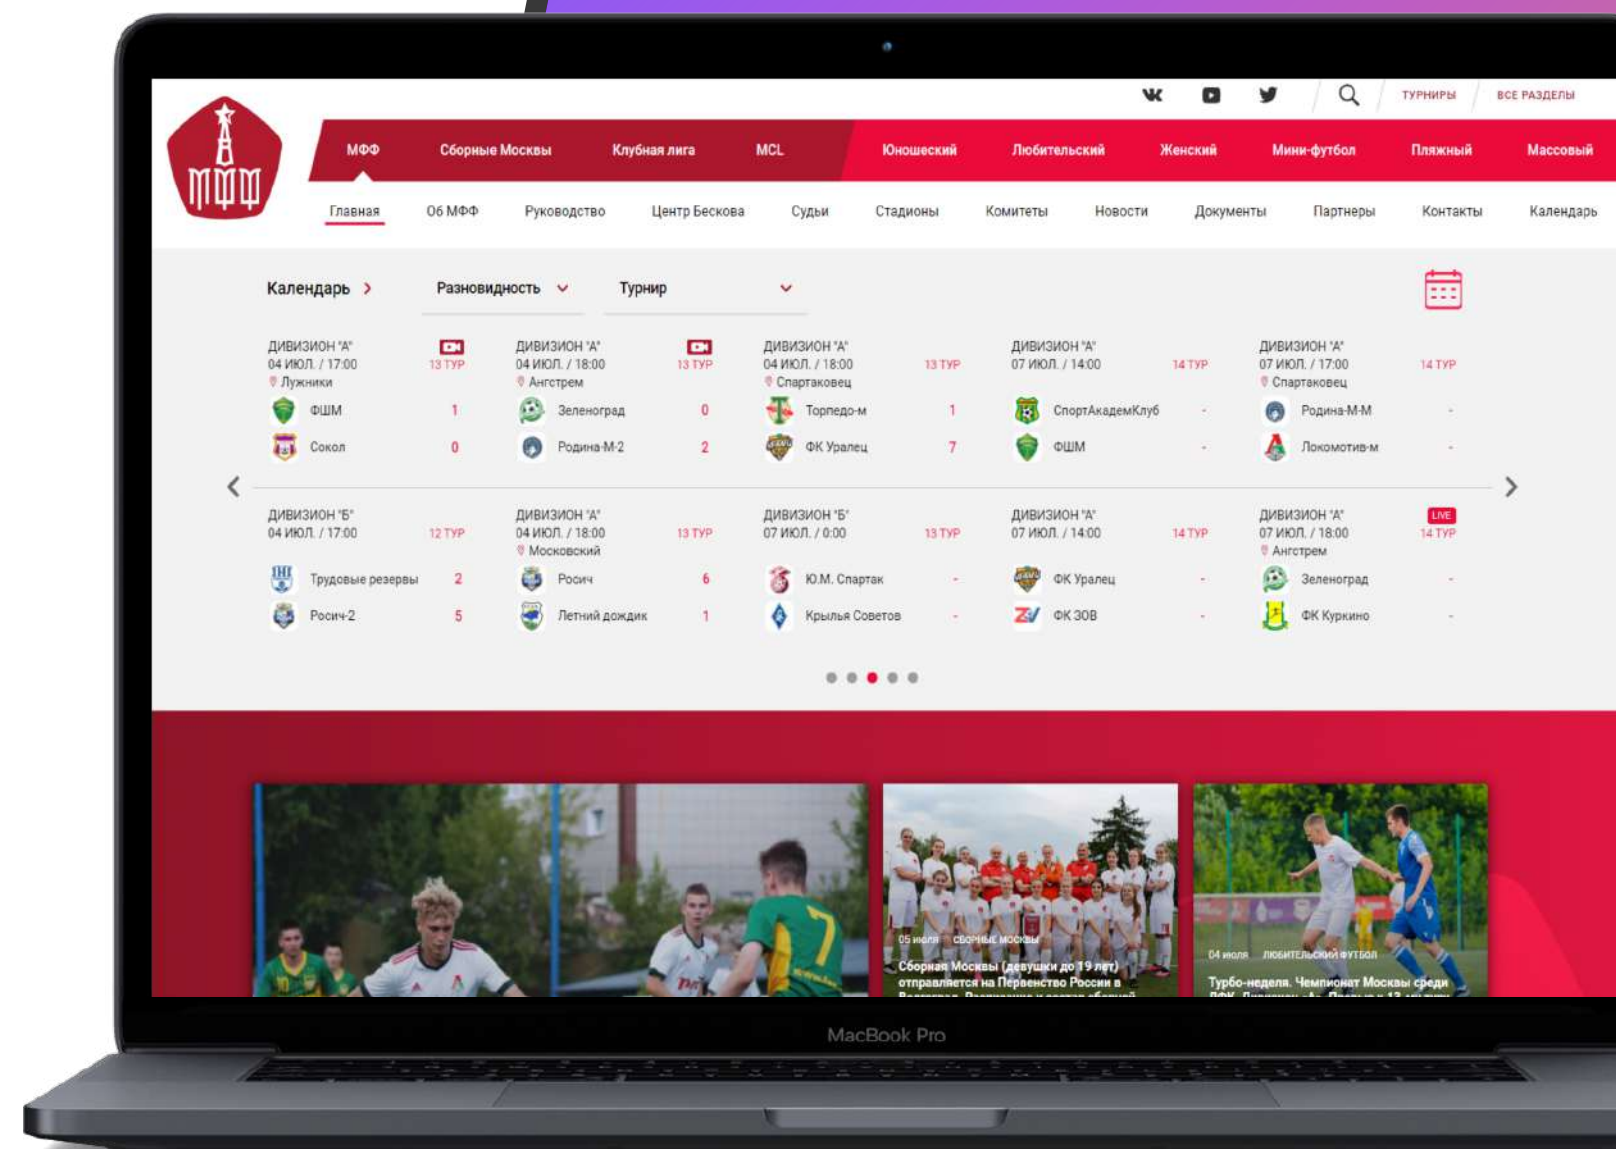 ТУРНИРЫ
ВСЕ РАЗДЕЛЫ
МФФ
МФФ
Сборные Москвы
Клубная лига
MCL
Юношеский
Любительский
Женский
Мини-футбол
Пляжный
Массовый
Главная
Об МФФ
Руководство
Центр Бескова
Судьи
Стадионы
Комитеты
Новости
Документы
Партнеры
Контакты
Календарь
Календарь
Разновидность
Турнир
ДИВИЗИОН "А"
04 ИЮЛ. / 17:00 13 ТУР
Лужники
ФШМ 1
Сокол 0
ДИВИЗИОН "А"
04 ИЮЛ. / 18:00 13 ТУР
Ангстрем
Зеленоград 0
Родина-М-2 2
ДИВИЗИОН "А"
04 ИЮЛ. / 18:00 13 ТУР
Спартаковец
Торпедо-м 1
ФК Уралец 7
ДИВИЗИОН "А"
07 ИЮЛ. / 14:00 14 ТУР
СпортАкадемКлуб -
ФШМ -
ДИВИЗИОН "А"
07 ИЮЛ. / 17:00 14 ТУР
Спартаковец
Родина-М-М -
Локомотив-м -
ДИВИЗИОН "Б"
04 ИЮЛ. / 17:00 12 ТУР
Трудовые резервы 2
Росич-2 5
ДИВИЗИОН "А"
04 ИЮЛ. / 18:00 13 ТУР
Московский
Росич 6
Летний дождик 1
ДИВИЗИОН "Б"
07 ИЮЛ. / 0:00 13 ТУР
Ю.М. Спартак -
Крылья Советов -
ДИВИЗИОН "А"
07 ИЮЛ. / 14:00 14 ТУР
ФК Уралец -
ФК ЗОВ -
ДИВИЗИОН "А" LIVE
07 ИЮЛ. / 18:00 14 ТУР
Ангстрем
Зеленоград -
ФК Куркино -
7
05 июля СБОРНЫЕ МОСКВЫ
Сборная Москвы (девушки до 19 лет)
отправляется на Первенство России в
Волгоград. Расписание и состав сборной
04 июля ЛЮБИТЕЛЬСКИЙ ФУТБОЛ
Турбо-неделя. Чемпионат Москвы среди
MacBook Pro